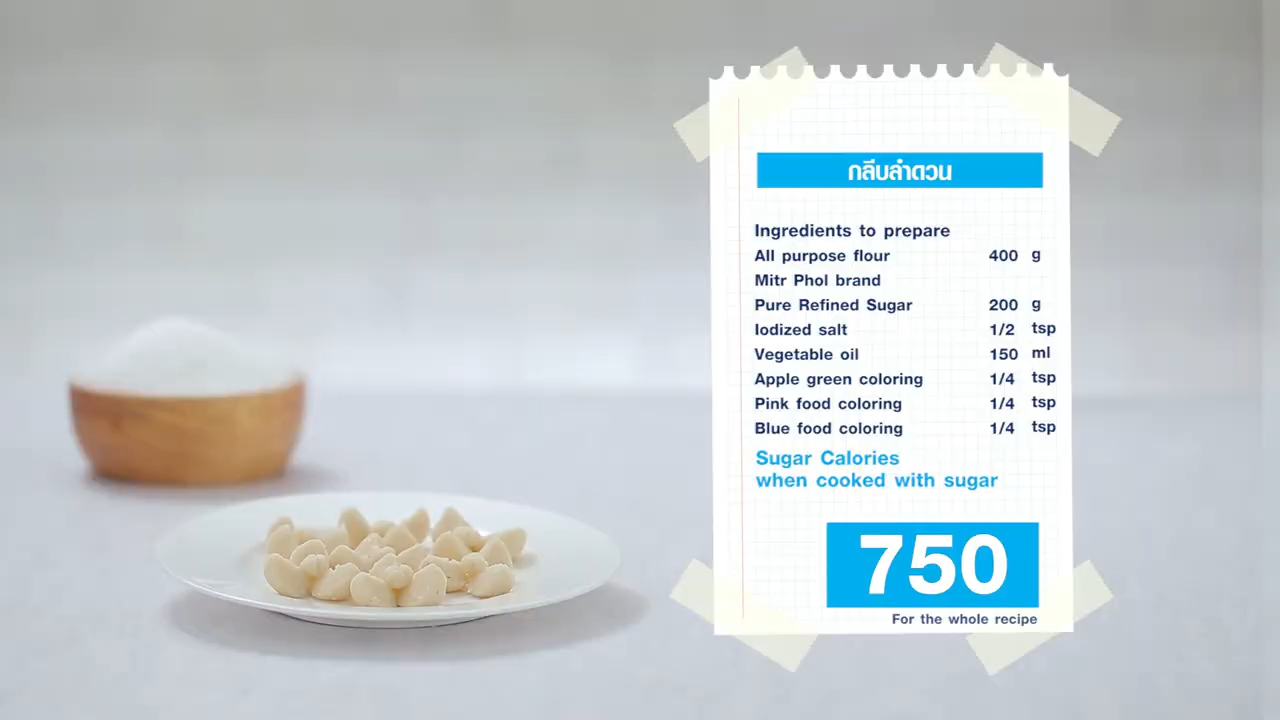 กลีบลำดวน
Ingredients to prepare
All purpose flour 400 g
Mitr Phol brand
Pure Refined Sugar 200 g
Iodized salt 1/2 tsp
Vegetable oil 150 ml
Apple green coloring 1/4 tsp
Pink food coloring 1/4 tsp
Blue food coloring 1/4 tsp
Sugar Calories
when cooked with sugar
750
For the whole recipe